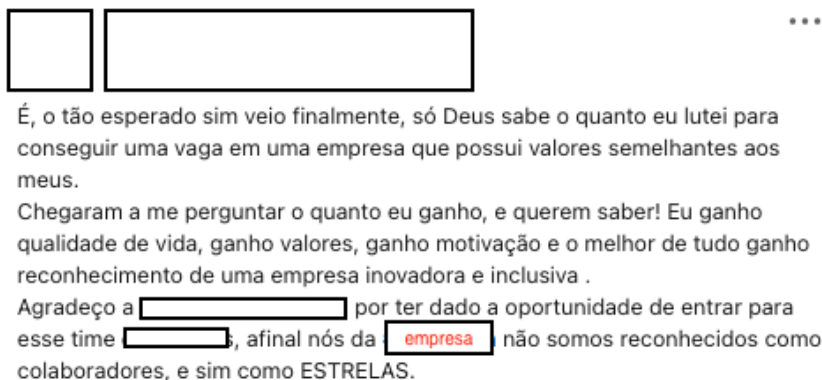 É, o tão esperado sim veio finalmente, só Deus sabe o quanto eu lutei para
conseguir uma vaga em uma empresa que possui valores semelhantes aos
meus.
Chegaram a me perguntar o quanto eu ganho, e querem saber! Eu ganho
qualidade de vida, ganho valores, ganho motivação e o melhor de tudo ganho
reconhecimento de uma empresa inovadora e inclusiva .
Agradeço a por ter dado a oportunidade de entrar para
esse time , afinal nós da empresa não somos reconhecidos como
colaboradores, e sim como ESTRELAS.